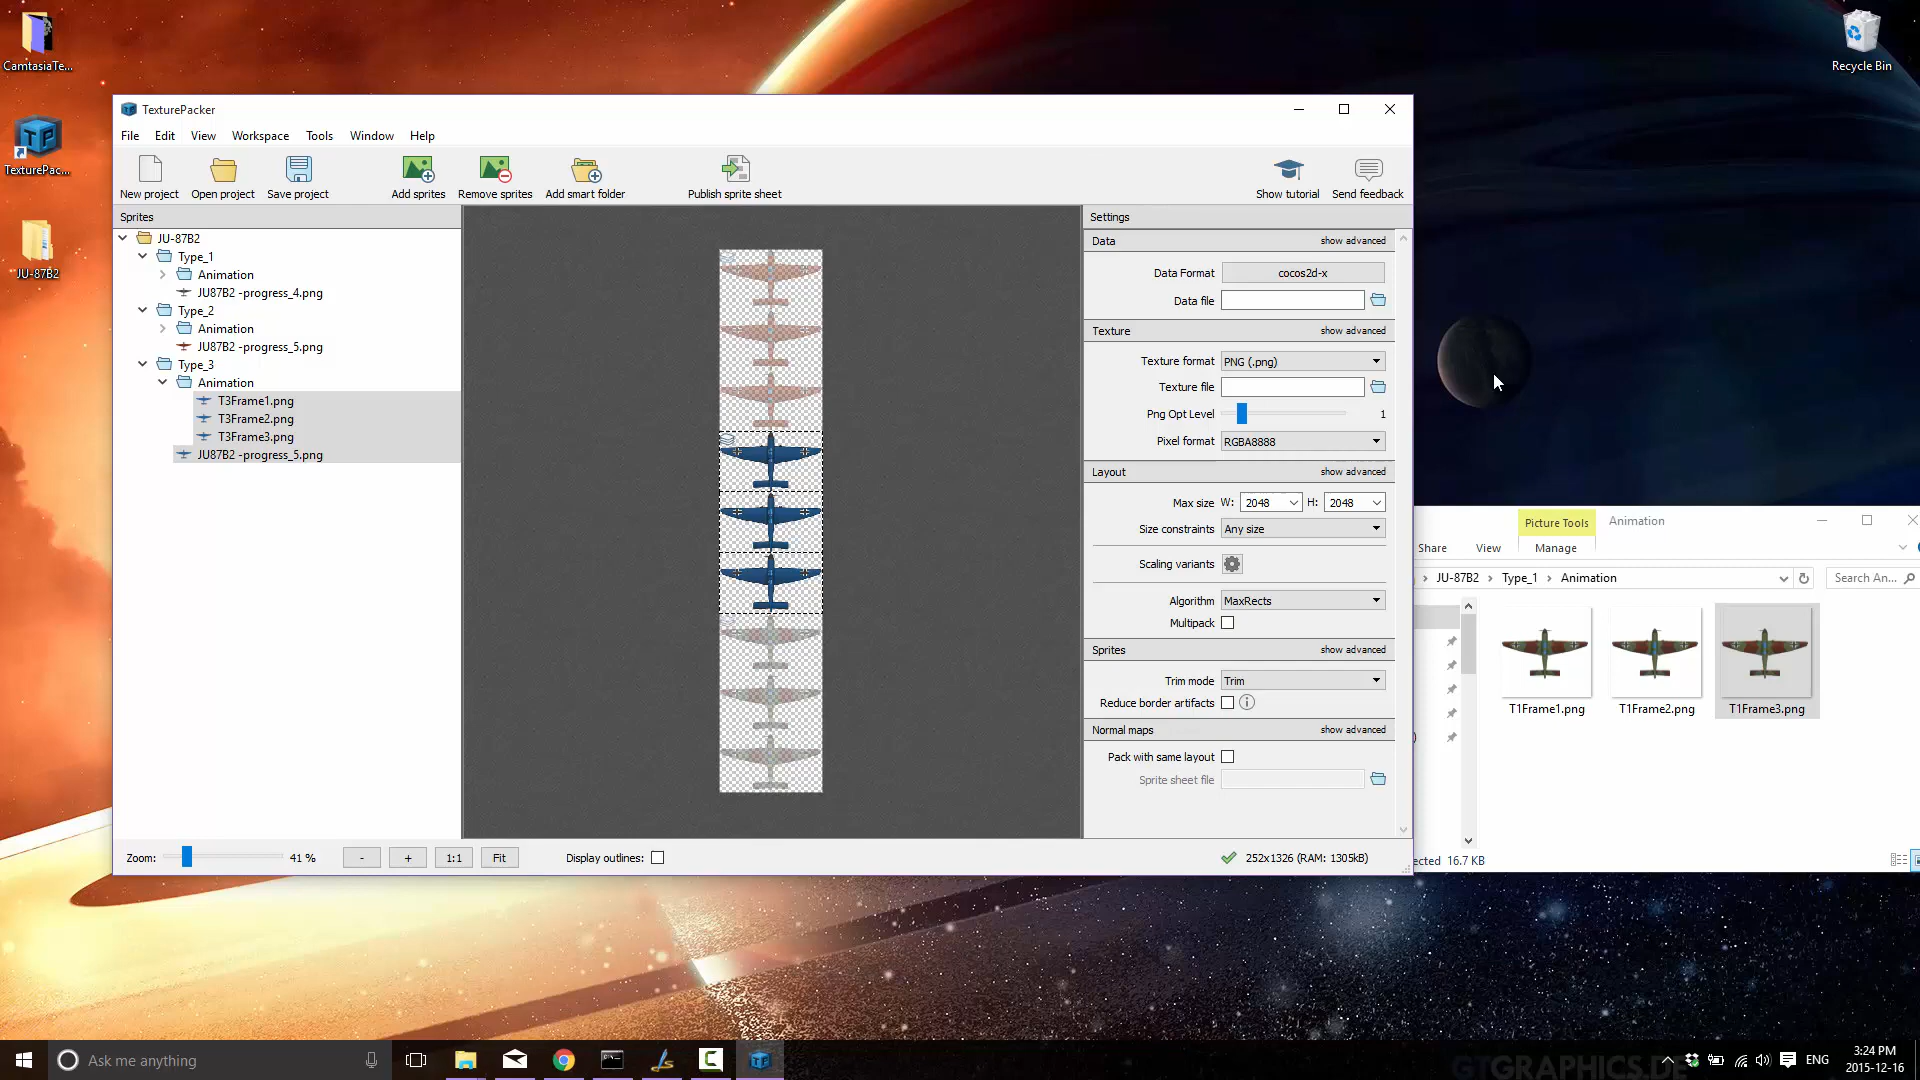 CamtasiaTe...
TexturePac...
JU-87B2
Recycle Bin
TexturePacker
File Edit View Workspace Tools Window Help
New project Open project Save project Add sprites Remove sprites Add smart folder Publish sprite sheet Show tutorial Send feedback
Sprites
JU-87B2
Type_1
Animation
JU87B2 -progress_4.png
Type_2
Animation
JU87B2 -progress_5.png
Type_3
Animation
T3Frame1.png
T3Frame2.png
T3Frame3.png
JU87B2 -progress_5.png
Settings
Data show advanced
Data Format cocos2d-x
Data file
Texture show advanced
Texture format PNG (.png)
Texture file
Png Opt Level 1
Pixel format RGBA8888
Layout show advanced
Max size W: 2048 H: 2048
Size constraints Any size
Scaling variants
Algorithm MaxRects
Multipack
Sprites show advanced
Trim mode Trim
Reduce border artifacts
Normal maps show advanced
Pack with same layout
Sprite sheet file
Zoom: 41 % - + 1:1 Fit Display outlines: 252x1326 (RAM: 1305kB)
Picture Tools Animation
Share View Manage
JU-87B2 > Type_1 > Animation Search An...
T1Frame1.png T1Frame2.png T1Frame3.png
ected 16.7 KB
GTGRAPHICS.DE
Ask me anything
ENG
3:24 PM
2015-12-16